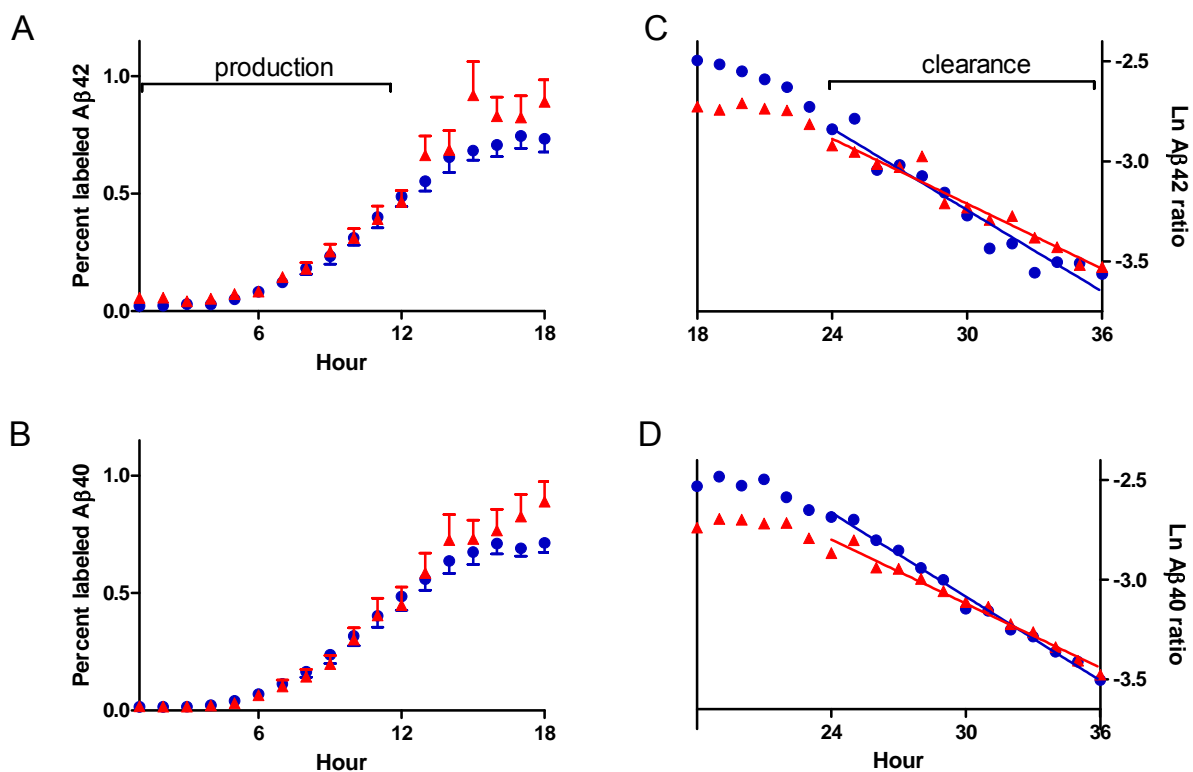 A
production
Percent labeled Aβ42
1.0
0.5
0.0
6
12
18
Hour
C
clearance
Ln Aβ42 ratio
-2.5
-3.0
-3.5
18
24
30
36
B
Percent labeled Aβ40
1.0
0.5
0.0
6
12
18
Hour
D
Ln Aβ40 ratio
-2.5
-3.0
-3.5
24
30
36
Hour